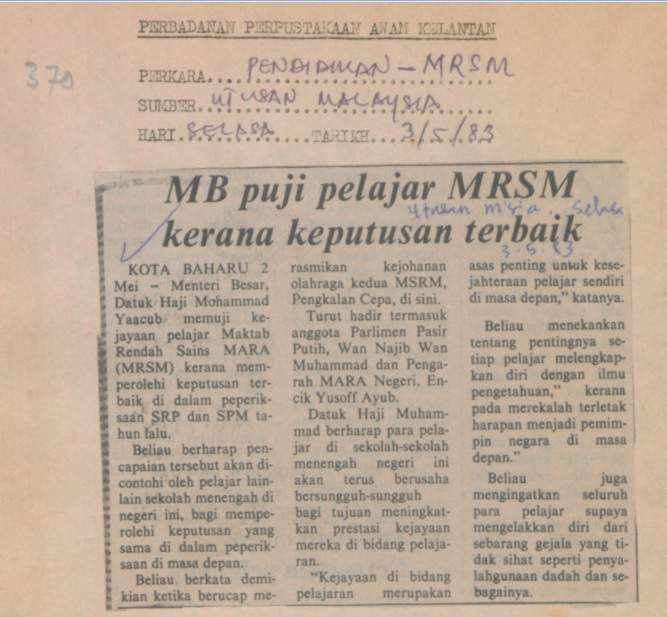 PERBADANAN PERPUSTAKAAN AWAM KELANTAN
370
PERKARA....PENDIDIKAN - MRSM
SUMBER..UTUSAN MALAYSIA
HARI.SELASA....TARIKH...3/5/83
MB puji pelajar MRSM
Utusan m'sia. Selasa
kerana keputusan terbaik
3.5.83
KOTA BAHARU 2
Mei – Menteri Besar,
Datuk Haji Mohammad
Yaacub memuji ke-
jayaan pelajar Maktab
Rendah Sains MARA
(MRSM) kerana mem-
perolehi keputusan ter-
baik di dalam peperik-
saan SRP dan SPM ta-
hun lalu.
Beliau berharap pen-
capaian tersebut akan di-
contohi oleh pelajar lain-
lain sekolah menengah di
negeri ini, bagi mempe-
rolehi keputusan yang
sama di dalam peperik-
saan di masa depan.
Beliau berkata demi-
kian ketika berucap me-
rasmikan kejohanan
olahraga kedua MSRM,
Pengkalan Cepa, di sini.
Turut hadir termasuk
anggota Parlimen Pasir
Putih, Wan Najib Wan
Muhammad dan Penga-
rah MARA Negeri, En-
cik Yusoff Ayub.
Datuk Haji Muham-
mad berharap para pela-
jar di sekolah-sekolah
menengah negeri ini
akan terus berusaha
bersungguh-sungguh
bagi tujuan meningkat-
kan prestasi kejayaan
mereka di bidang pelaja-
ran.
"Kejayaan di bidang
pelajaran merupakan
asas penting untuk kese-
jahteraan pelajar sendiri
di masa depan," katanya.
Beliau menekankan
tentang pentingnya se-
tiap pelajar melengkap-
kan diri dengan ilmu
pengetahuan," kerana
pada merekalah terletak
harapan menjadi pemim-
pin negara di masa
depan."
Beliau juga
mengingatkan seluruh
para pelajar supaya
mengelakkan diri dari
sebarang gejala yang ti-
dak sihat seperti penya-
lahgunaan dadah dan se-
bagainya.